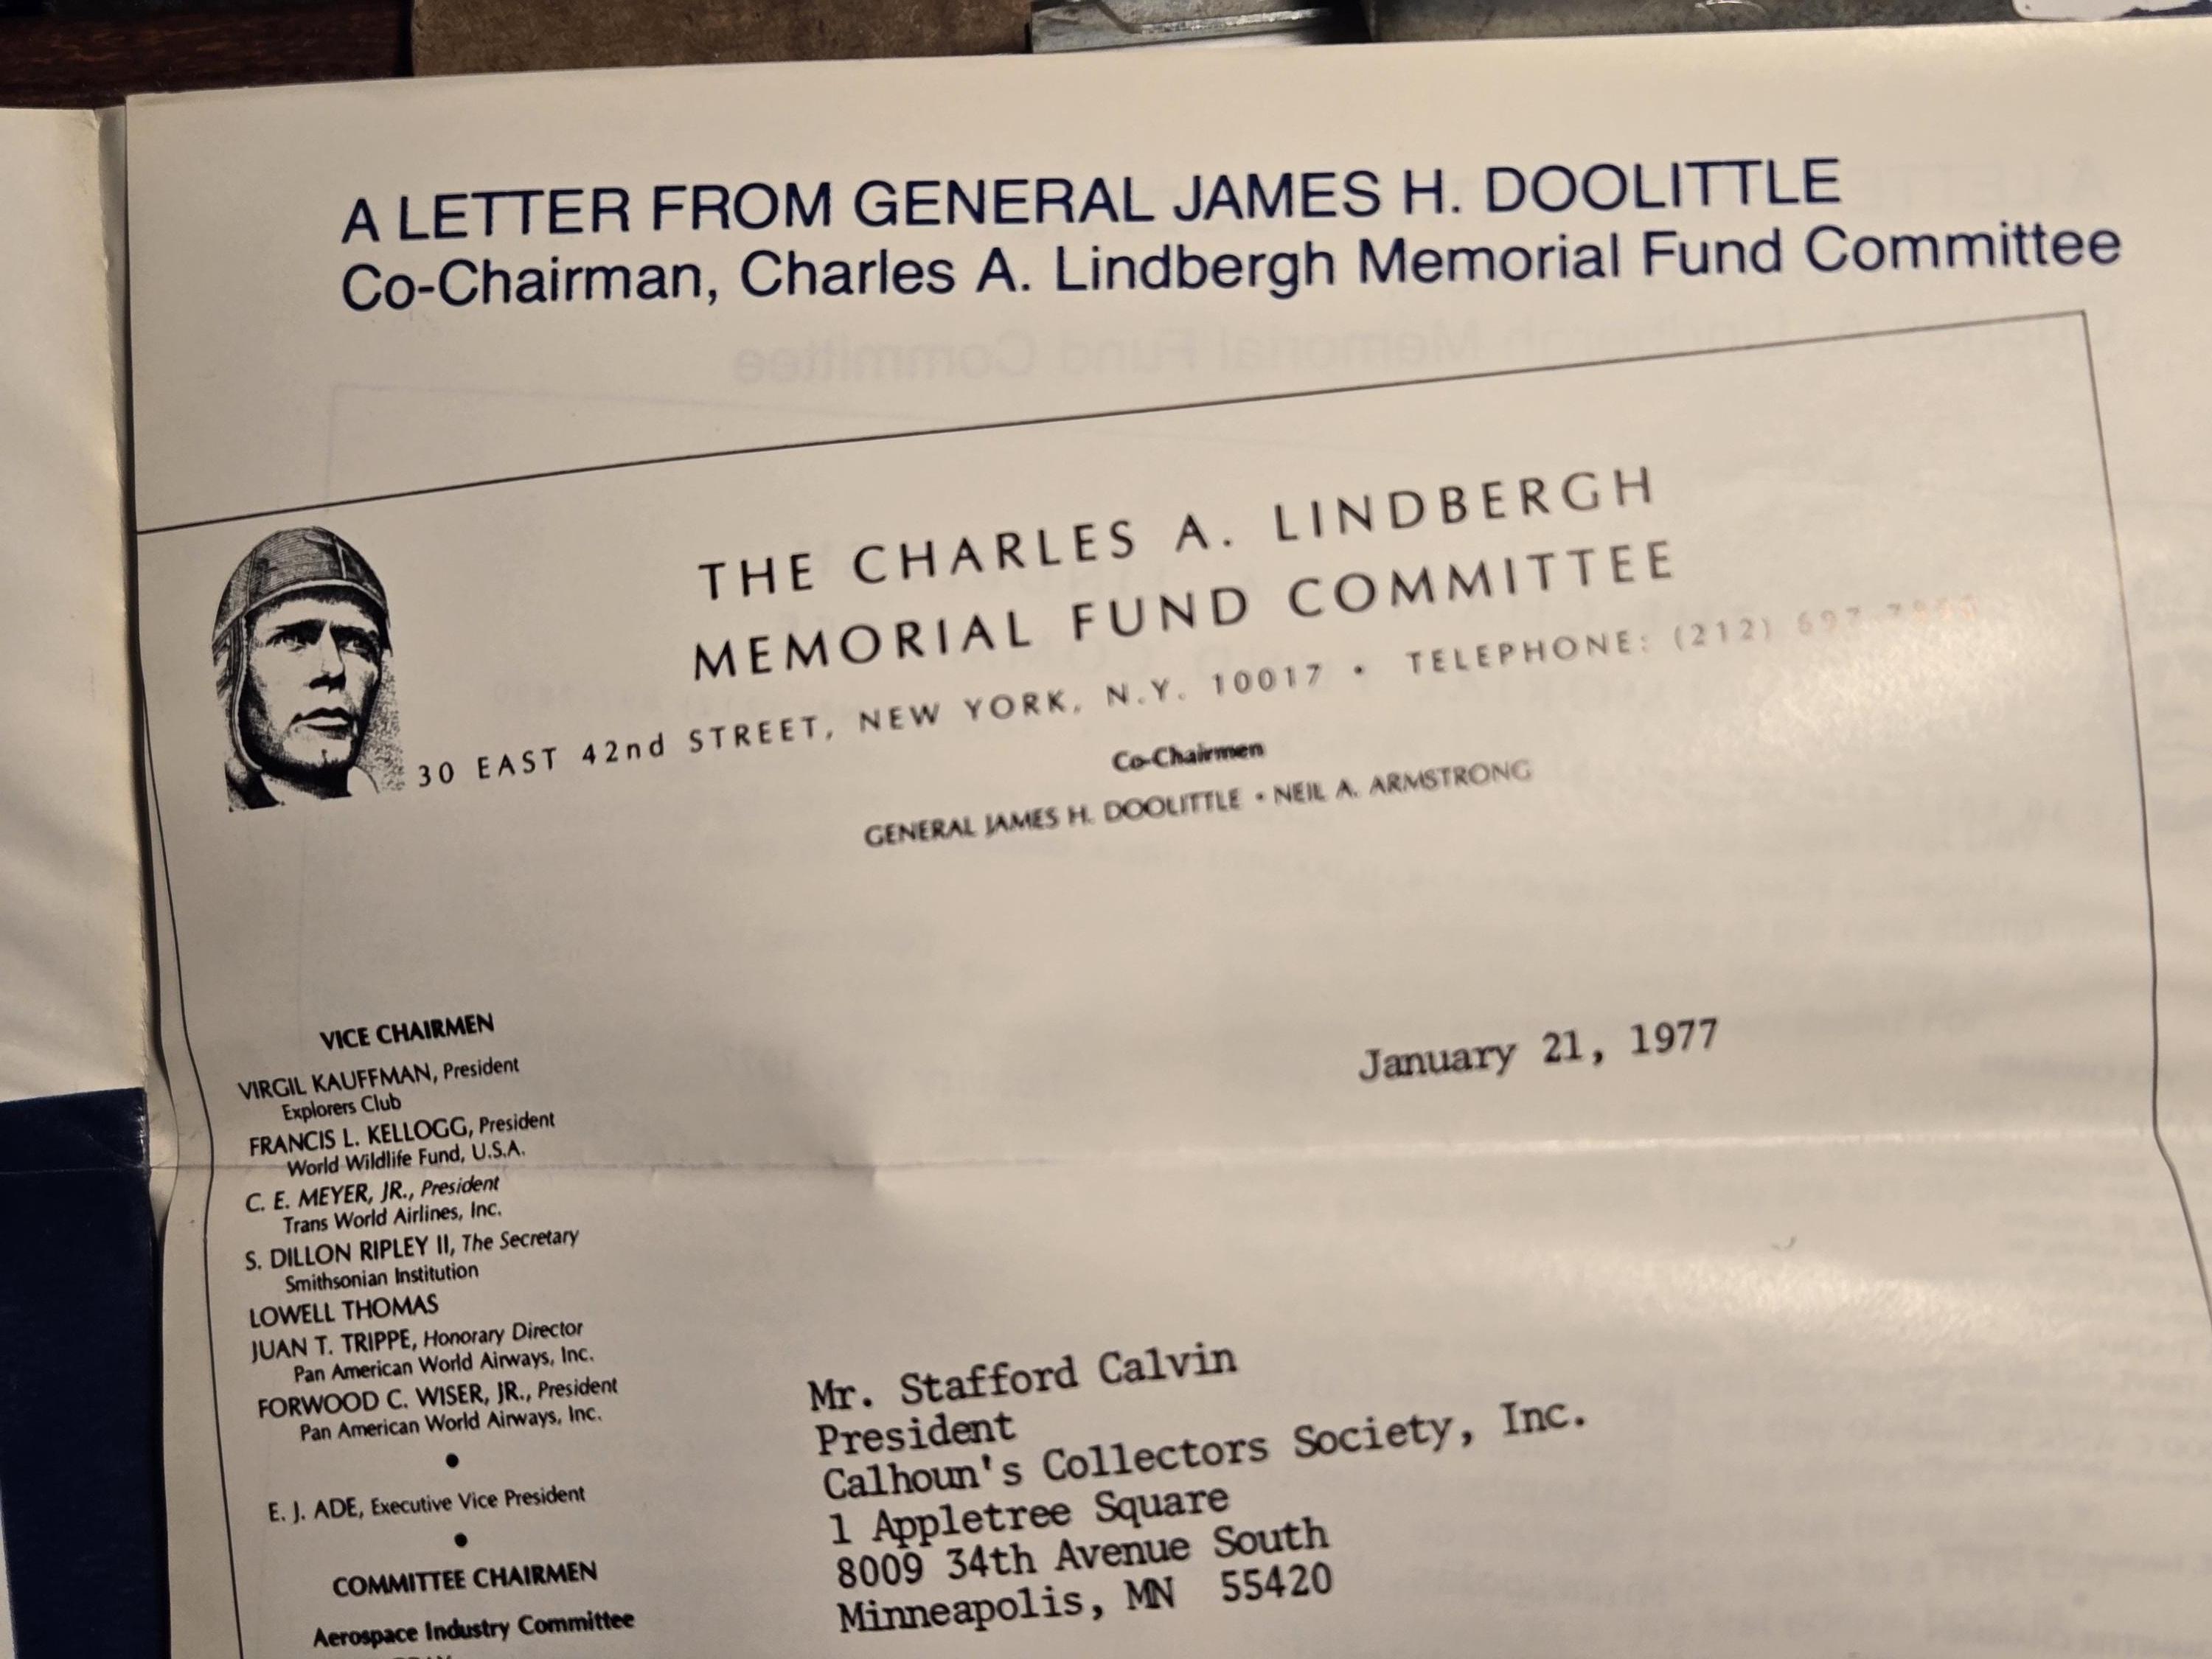 A LETTER FROM GENERAL JAMES H. DOOLITTLE
Co-Chairman, Charles A. Lindbergh Memorial Fund Committee
THE CHARLES A. LINDBERGH
MEMORIAL FUND COMMITTEE
30 EAST 42nd STREET, NEW YORK, N.Y. 10017 • TELEPHONE: (212)
Co-Chairmen
GENERAL JAMES H. DOOLITTLE • NEIL A. ARMSTRONG
January 21, 1977
VICE CHAIRMEN
VIRGIL KAUFFMAN, President
Explorers Club
FRANCIS L. KELLOGG, President
World Wildlife Fund, U.S.A.
C. E. MEYER, JR., President
Trans World Airlines, Inc.
S. DILLON RIPLEY II, The Secretary
Smithsonian Institution
LOWELL THOMAS
JUAN T. TRIPPE, Honorary Director
Pan American World Airways, Inc.
FORWOOD C. WISER, JR., President
Pan American World Airways, Inc.
•
E. J. ADE, Executive Vice President
•
COMMITTEE CHAIRMEN
Aerospace Industry Committee
Mr. Stafford Calvin
President
Calhoun's Collectors Society, Inc.
1 Appletree Square
8009 34th Avenue South
Minneapolis, MN 55420